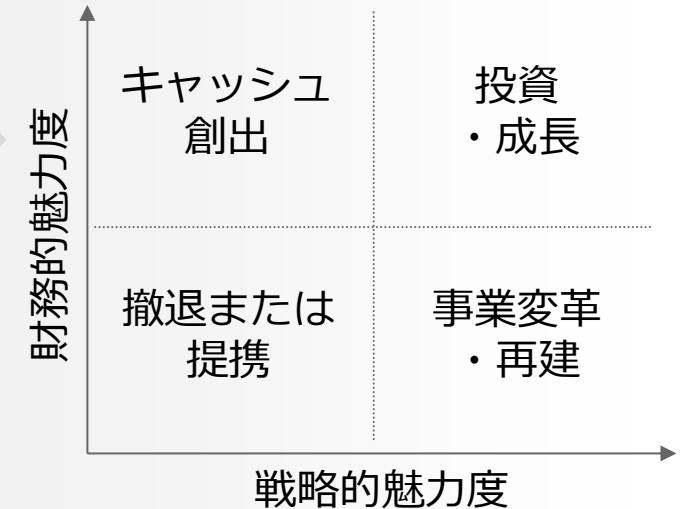 財務的魅力度
キャッシュ
創出
投資
・成長
撤退または
提携
事業変革
・再建
戦略的魅力度